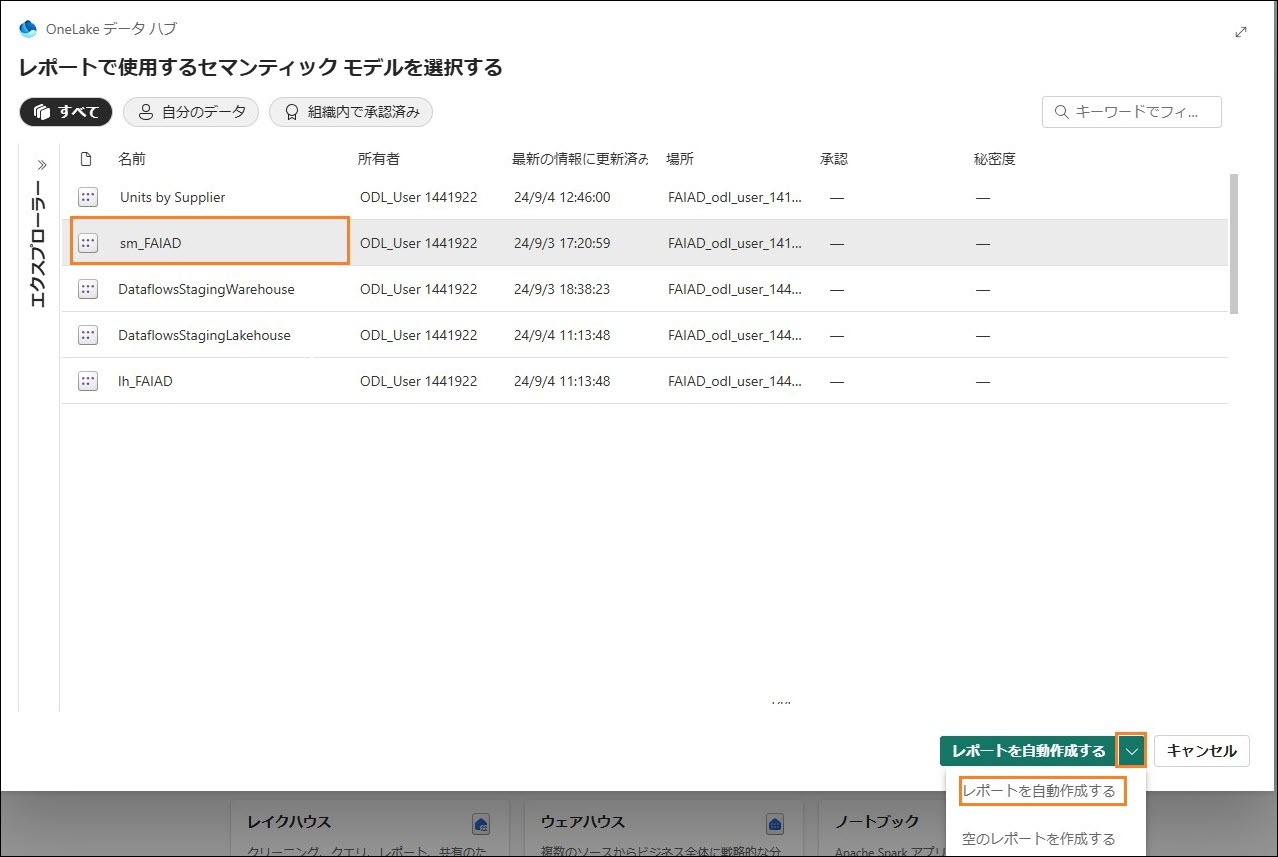 OneLake データ ハブ
レポートで使用するセマンティック モデルを選択する
すべて 自分のデータ 組織内で承認済み キーワードでフィ...
エクスプローラー
名前 所有者 最新の情報に更新済み 場所 承認 秘密度
Units by Supplier ODL_User 1441922 24/9/4 12:46:00 FAIAD_odl_user_141... — —
sm_FAIAD ODL_User 1441922 24/9/3 17:20:59 FAIAD_odl_user_141... — —
DataflowsStagingWarehouse ODL_User 1441922 24/9/3 18:38:23 FAIAD_odl_user_144... — —
DataflowsStagingLakehouse ODL_User 1441922 24/9/4 11:13:48 FAIAD_odl_user_144... — —
lh_FAIAD ODL_User 1441922 24/9/4 11:13:48 FAIAD_odl_user_144... — —
レポートを自動作成する キャンセル
レポートを自動作成する
空のレポートを作成する
レイクハウス ウェアハウス ノートブック
クリーニング、クエリ、レポート、共有のた 複数のソースからビジネス全体に戦略的な分 Apache Spark アプリ